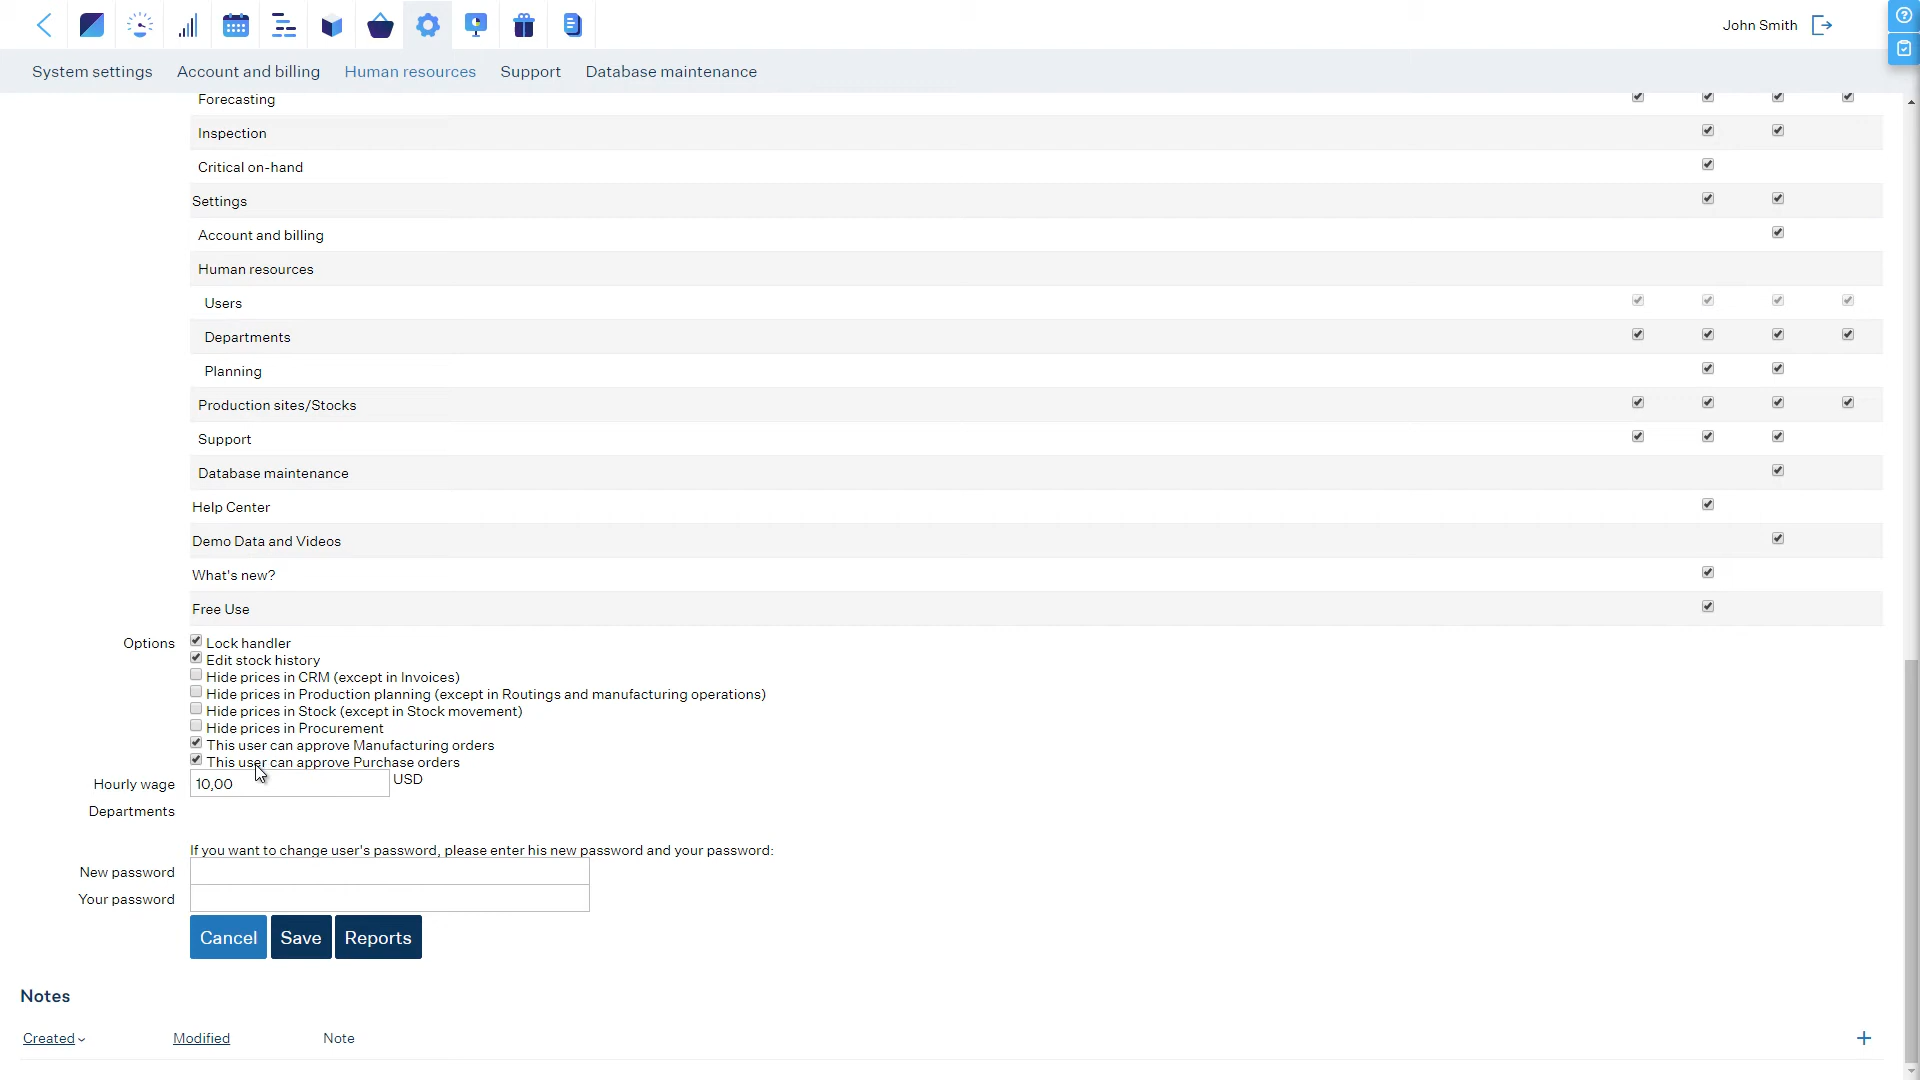 John Smith
System settings Account and billing Human resources Support Database maintenance
Forecasting
Inspection
Critical on-hand
Settings
Account and billing
Human resources
Users
Departments
Planning
Production sites/Stocks
Support
Database maintenance
Help Center
Demo Data and Videos
What's new?
Free Use
Options Lock handler
Edit stock history
Hide prices in CRM (except in Invoices)
Hide prices in Production planning (except in Routings and manufacturing operations)
Hide prices in Stock (except in Stock movement)
Hide prices in Procurement
This user can approve Manufacturing orders
This user can approve Purchase orders
Hourly wage 10,00 USD
Departments
If you want to change user's password, please enter his new password and your password:
New password
Your password
Cancel Save Reports
Notes
Created Modified Note